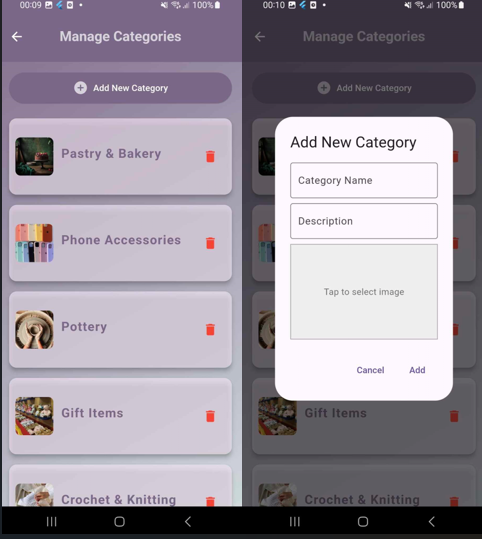 00:09
100%
Manage Categories
Add New Category
Pastry & Bakery
Phone Accessories
Pottery
Gift Items
Crochet & Knitting
00:10
100%
Manage Categories
Add New Category
Add New Category
Category Name
Description
Tap to select image
Cancel
Add
Gift Items
Crochet & Knitting